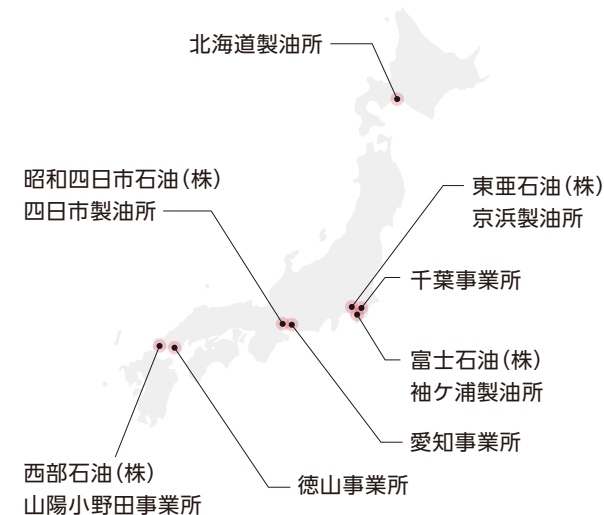 北海道製油所
昭和四日市石油（株）
四日市製油所
東亜石油（株）
京浜製油所
千葉事業所
富士石油（株）
袖ケ浦製油所
愛知事業所
徳山事業所
西部石油（株）
山陽小野田事業所